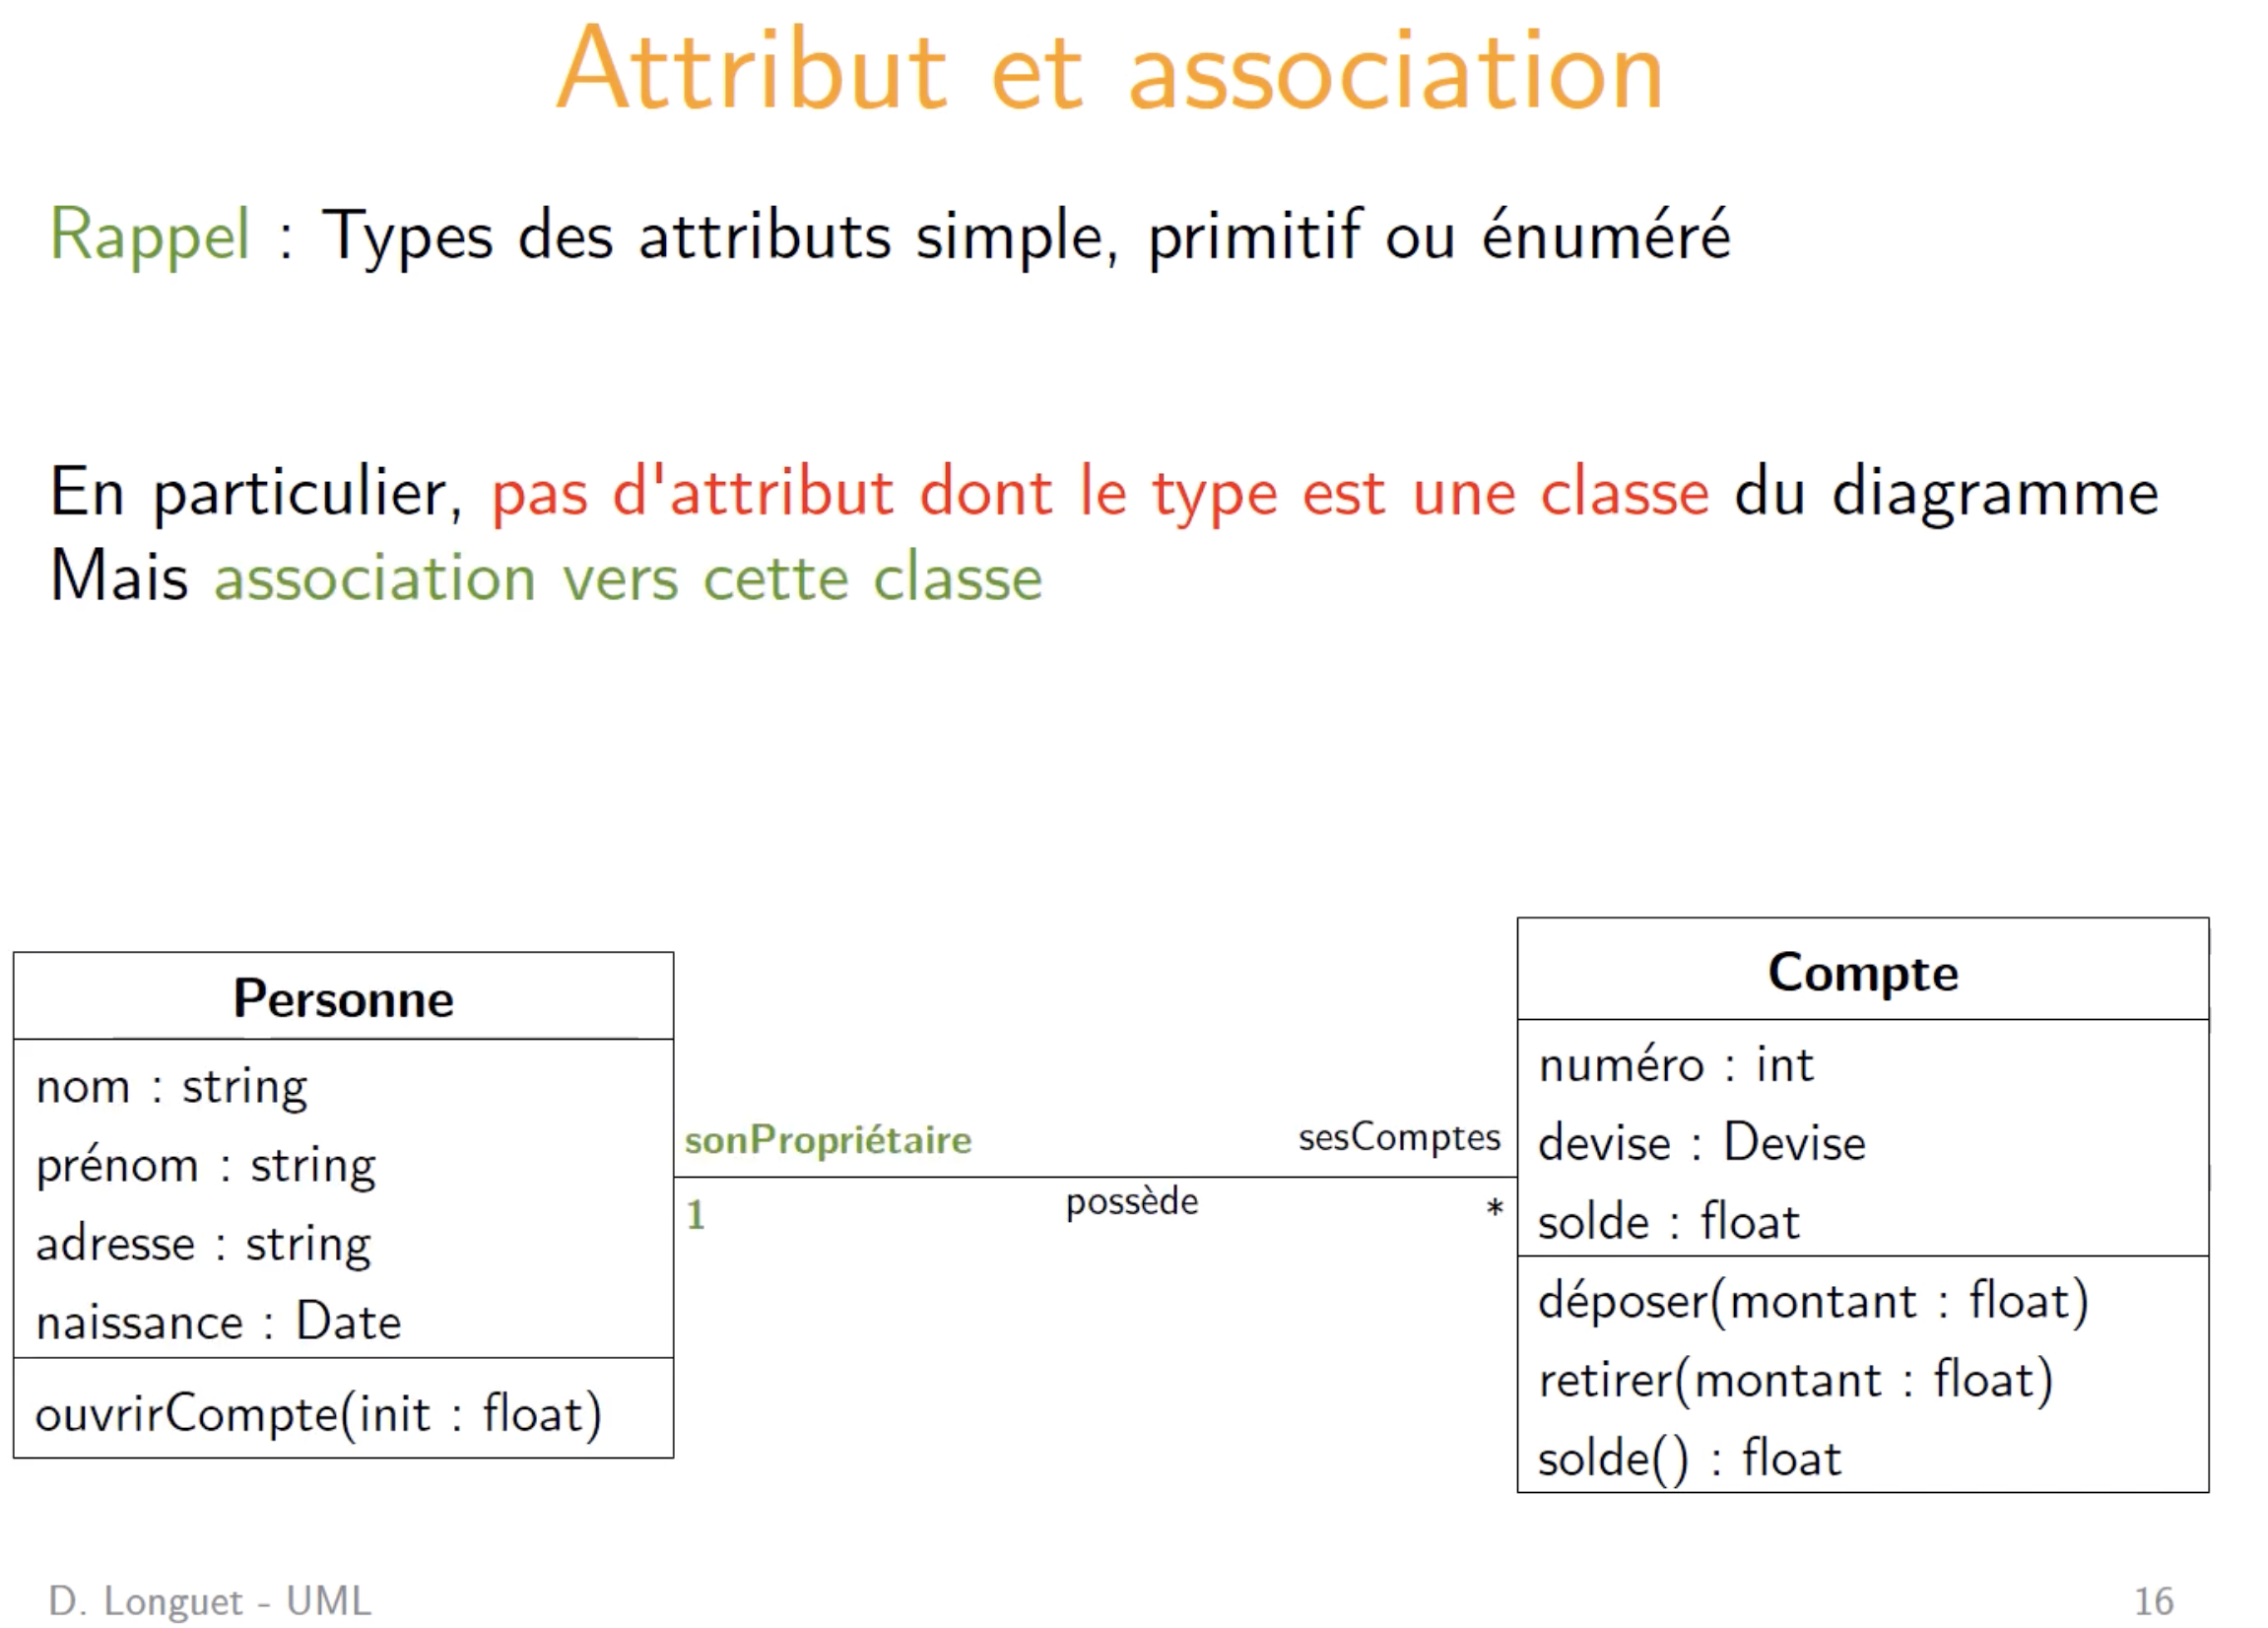 Attribut et association
Rappel : Types des attributs simple, primitif ou énuméré
En particulier, pas d'attribut dont le type est une classe du diagramme
Mais association vers cette classe
Personne
nom : string
prénom : string
adresse : string
naissance : Date
ouvrirCompte(init : float)
sonPropriétaire
1
possède
sesComptes
*
Compte
numéro : int
devise : Devise
solde : float
déposer(montant : float)
retirer(montant : float)
solde() : float
D. Longuet - UML
16